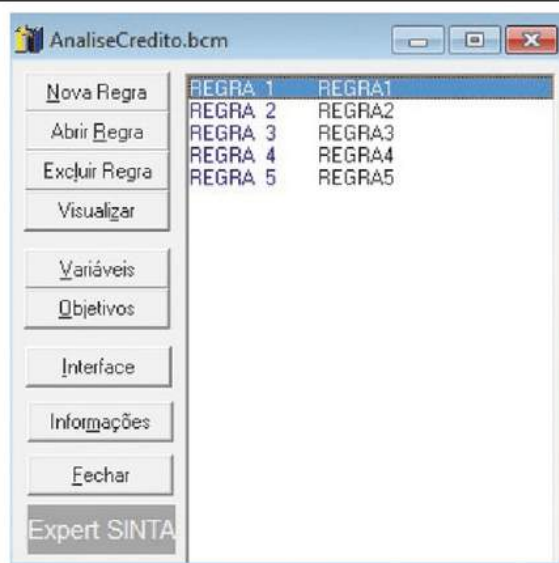 AnaliseCredito.bcm
Nova Regra
Abrir Regra
Excluir Regra
Visualizar
Variáveis
Objetivos
Interface
Informações
Fechar
Expert SINTA
REGRA 1 REGRA1
REGRA 2 REGRA2
REGRA 3 REGRA3
REGRA 4 REGRA4
REGRA 5 REGRA5